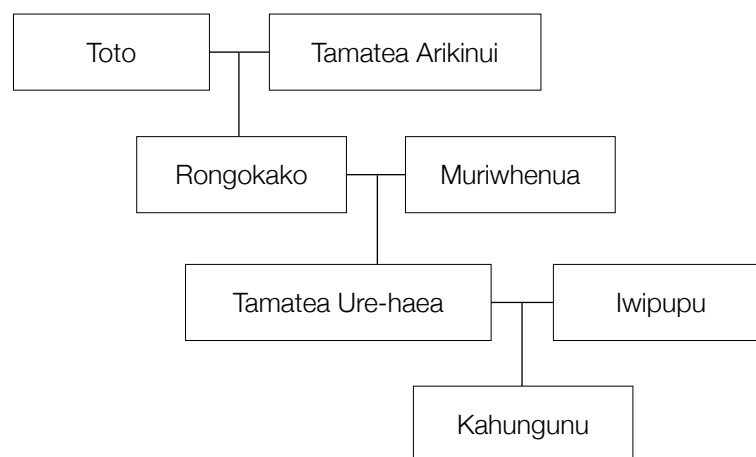 Toto
Tamatea Arikinui
Rongokako
Muriwhenua
Tamatea Ure-haea
Iwipupu
Kahungunu